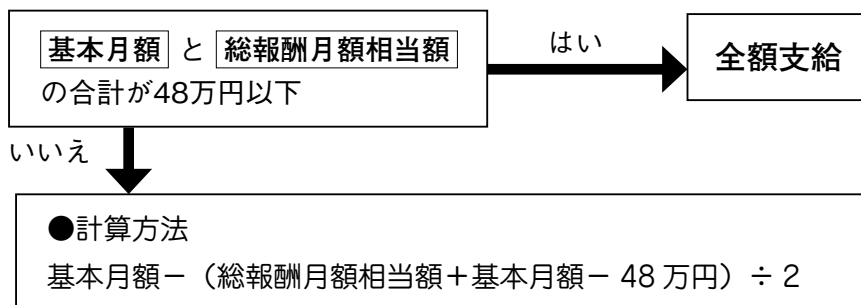 基本月額 と 総報酬月額相当額
の合計が48万円以下
はい
全額支給
いいえ
●計算方法
基本月額－（総報酬月額相当額＋基本月額－ 48 万円）÷ 2